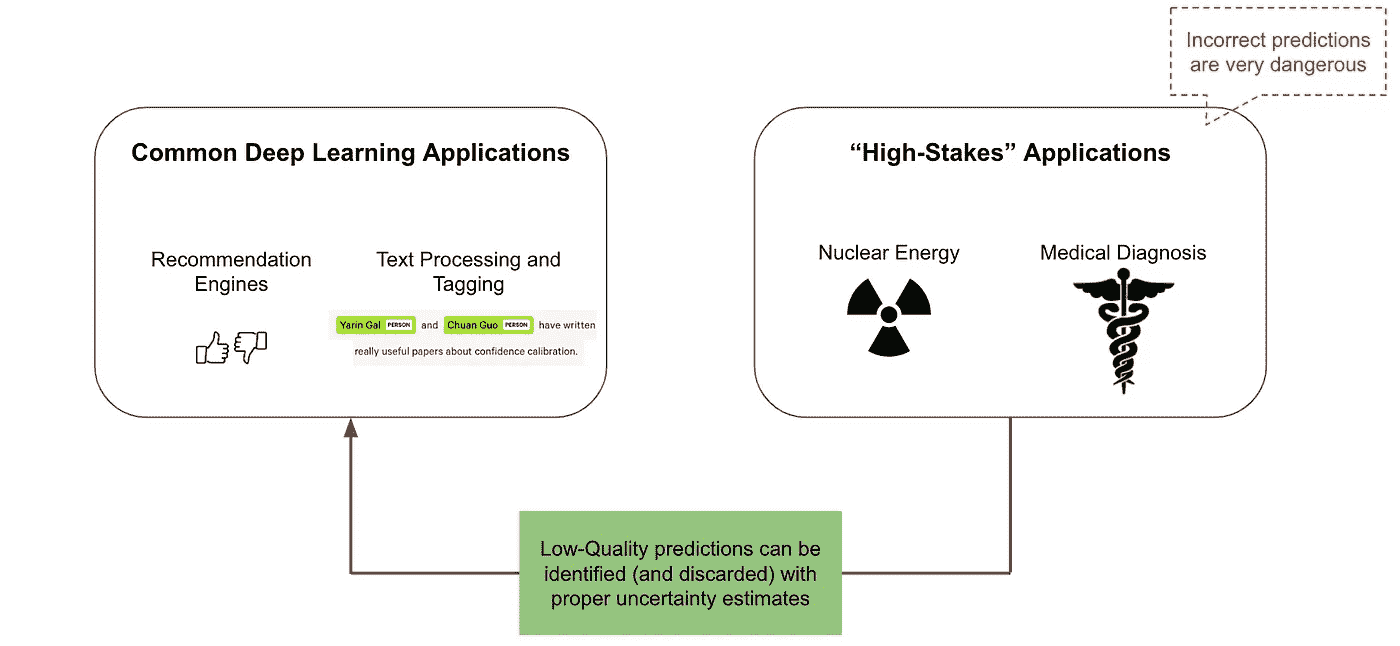 Incorrect predictions
are very dangerous
Common Deep Learning Applications
“High-Stakes” Applications
Recommendation
Engines
Text Processing and
Tagging
Yarin Gal PERSON and Chuan Guo PERSON have written
really useful papers about confidence calibration.
Nuclear Energy
Medical Diagnosis
Low-Quality predictions can be
identified (and discarded) with
proper uncertainty estimates